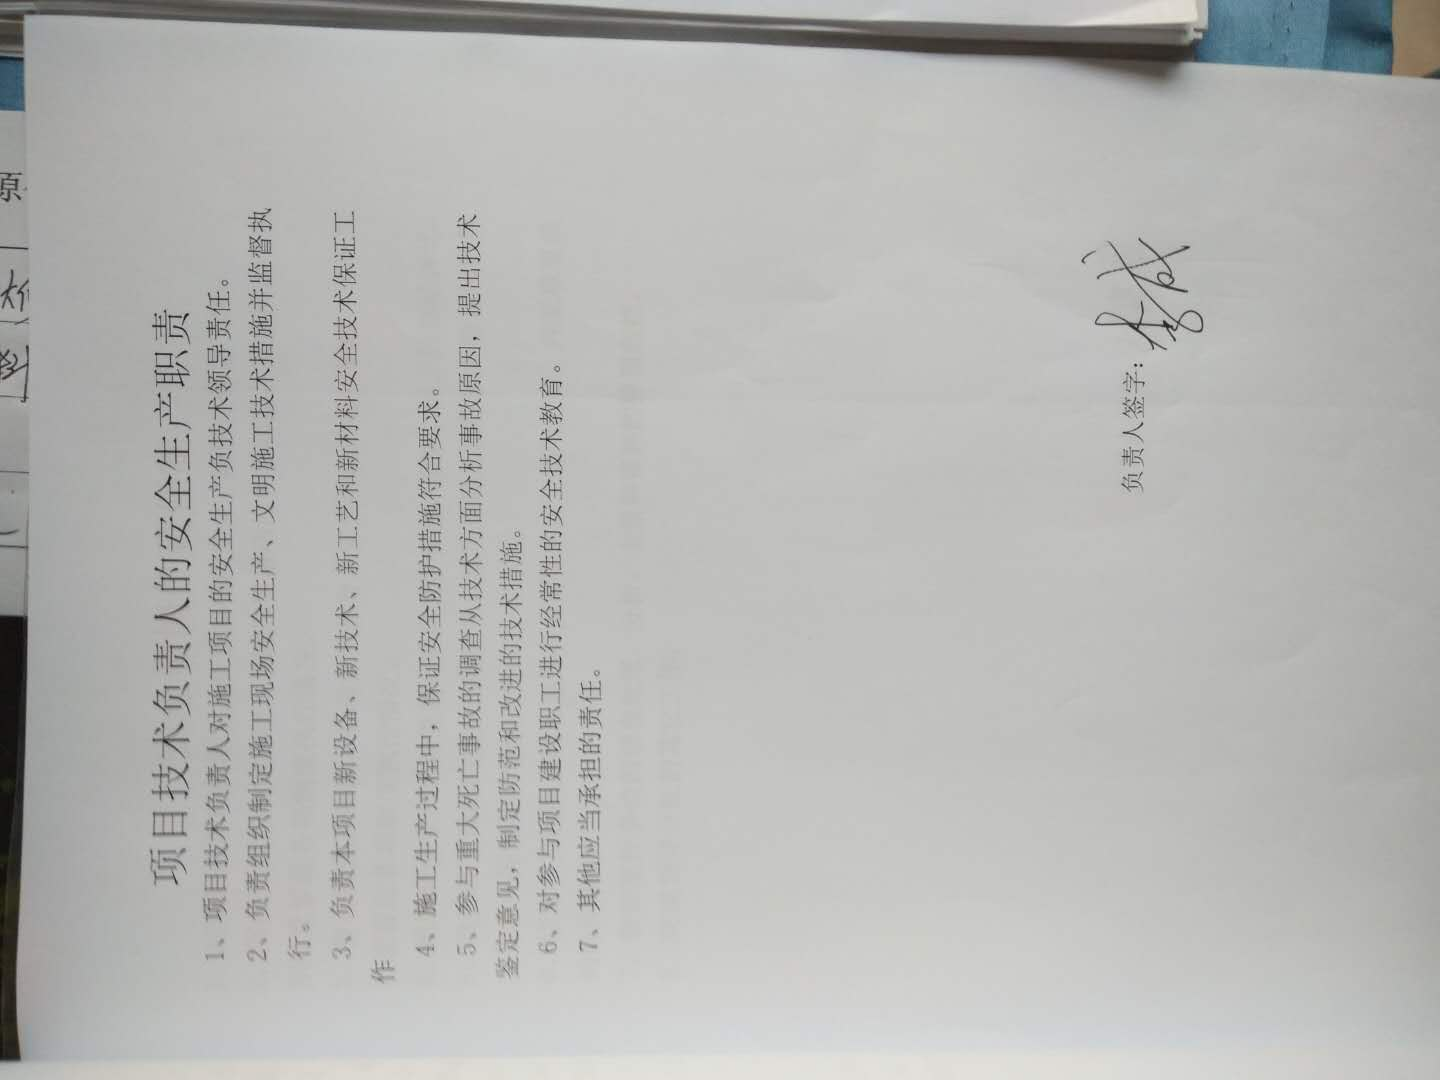 项目技术负责人的安全生产职责
1、项目技术负责人对施工项目的安全生产负技术领导责任。
2、负责组织制定施工现场安全生产、文明施工技术措施并监督执
行。
3、负责本项目新设备、新技术、新工艺和新材料安全技术保证工
作
4、施工生产过程中，保证安全防护措施符合要求。
5、参与重大死亡事故的调查从技术方面分析事故原因，提出技术
鉴定意见，制定防范和改进的技术措施。
6、对参与项目建设职工进行经常性的安全技术教育。
7、其他应当承担的责任。
负责人签字：